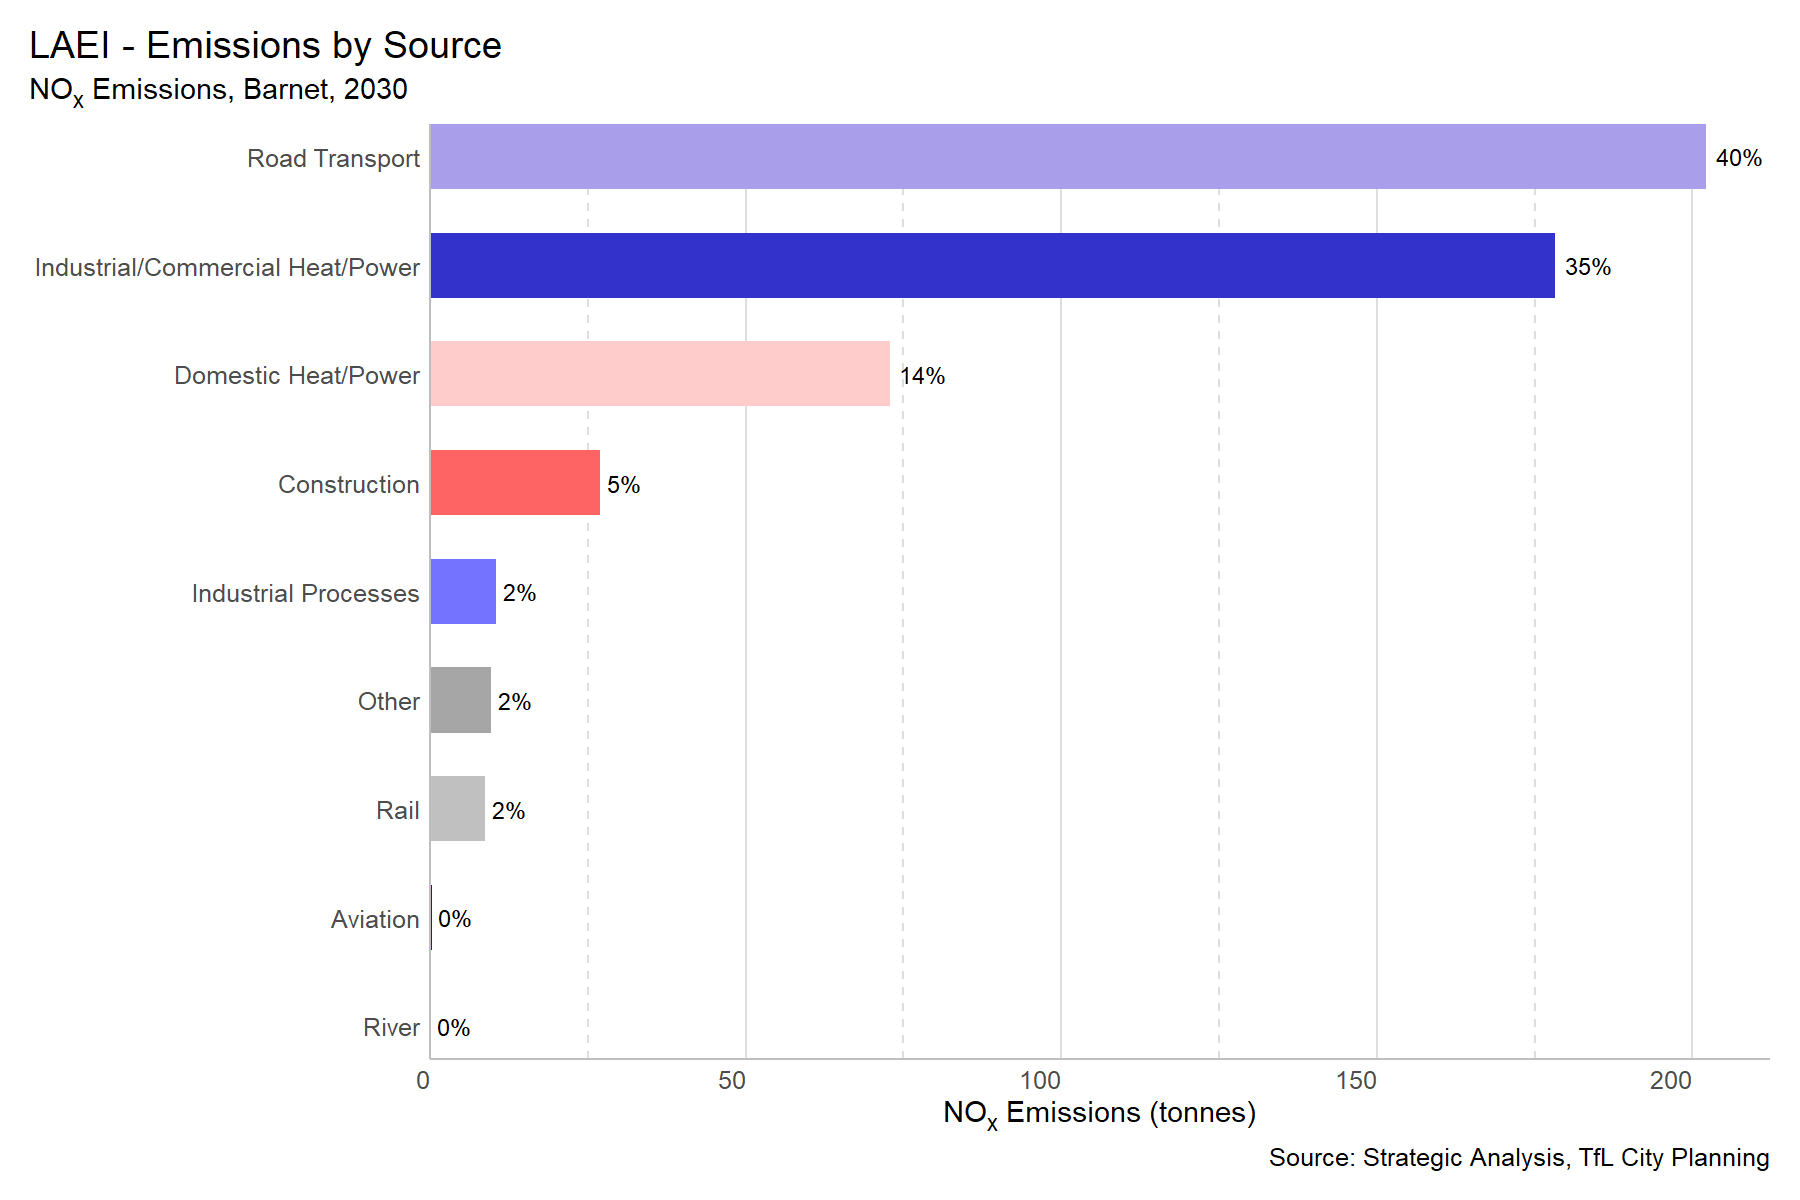 LAEI - Emissions by Source
NOx Emissions, Barnet, 2030
Road Transport 40%
Industrial/Commercial Heat/Power 35%
Domestic Heat/Power 14%
Construction 5%
Industrial Processes 2%
Other 2%
Rail 2%
Aviation 0%
River 0%
0 50 100 150 200
NOx Emissions (tonnes)
Source: Strategic Analysis, TfL City Planning